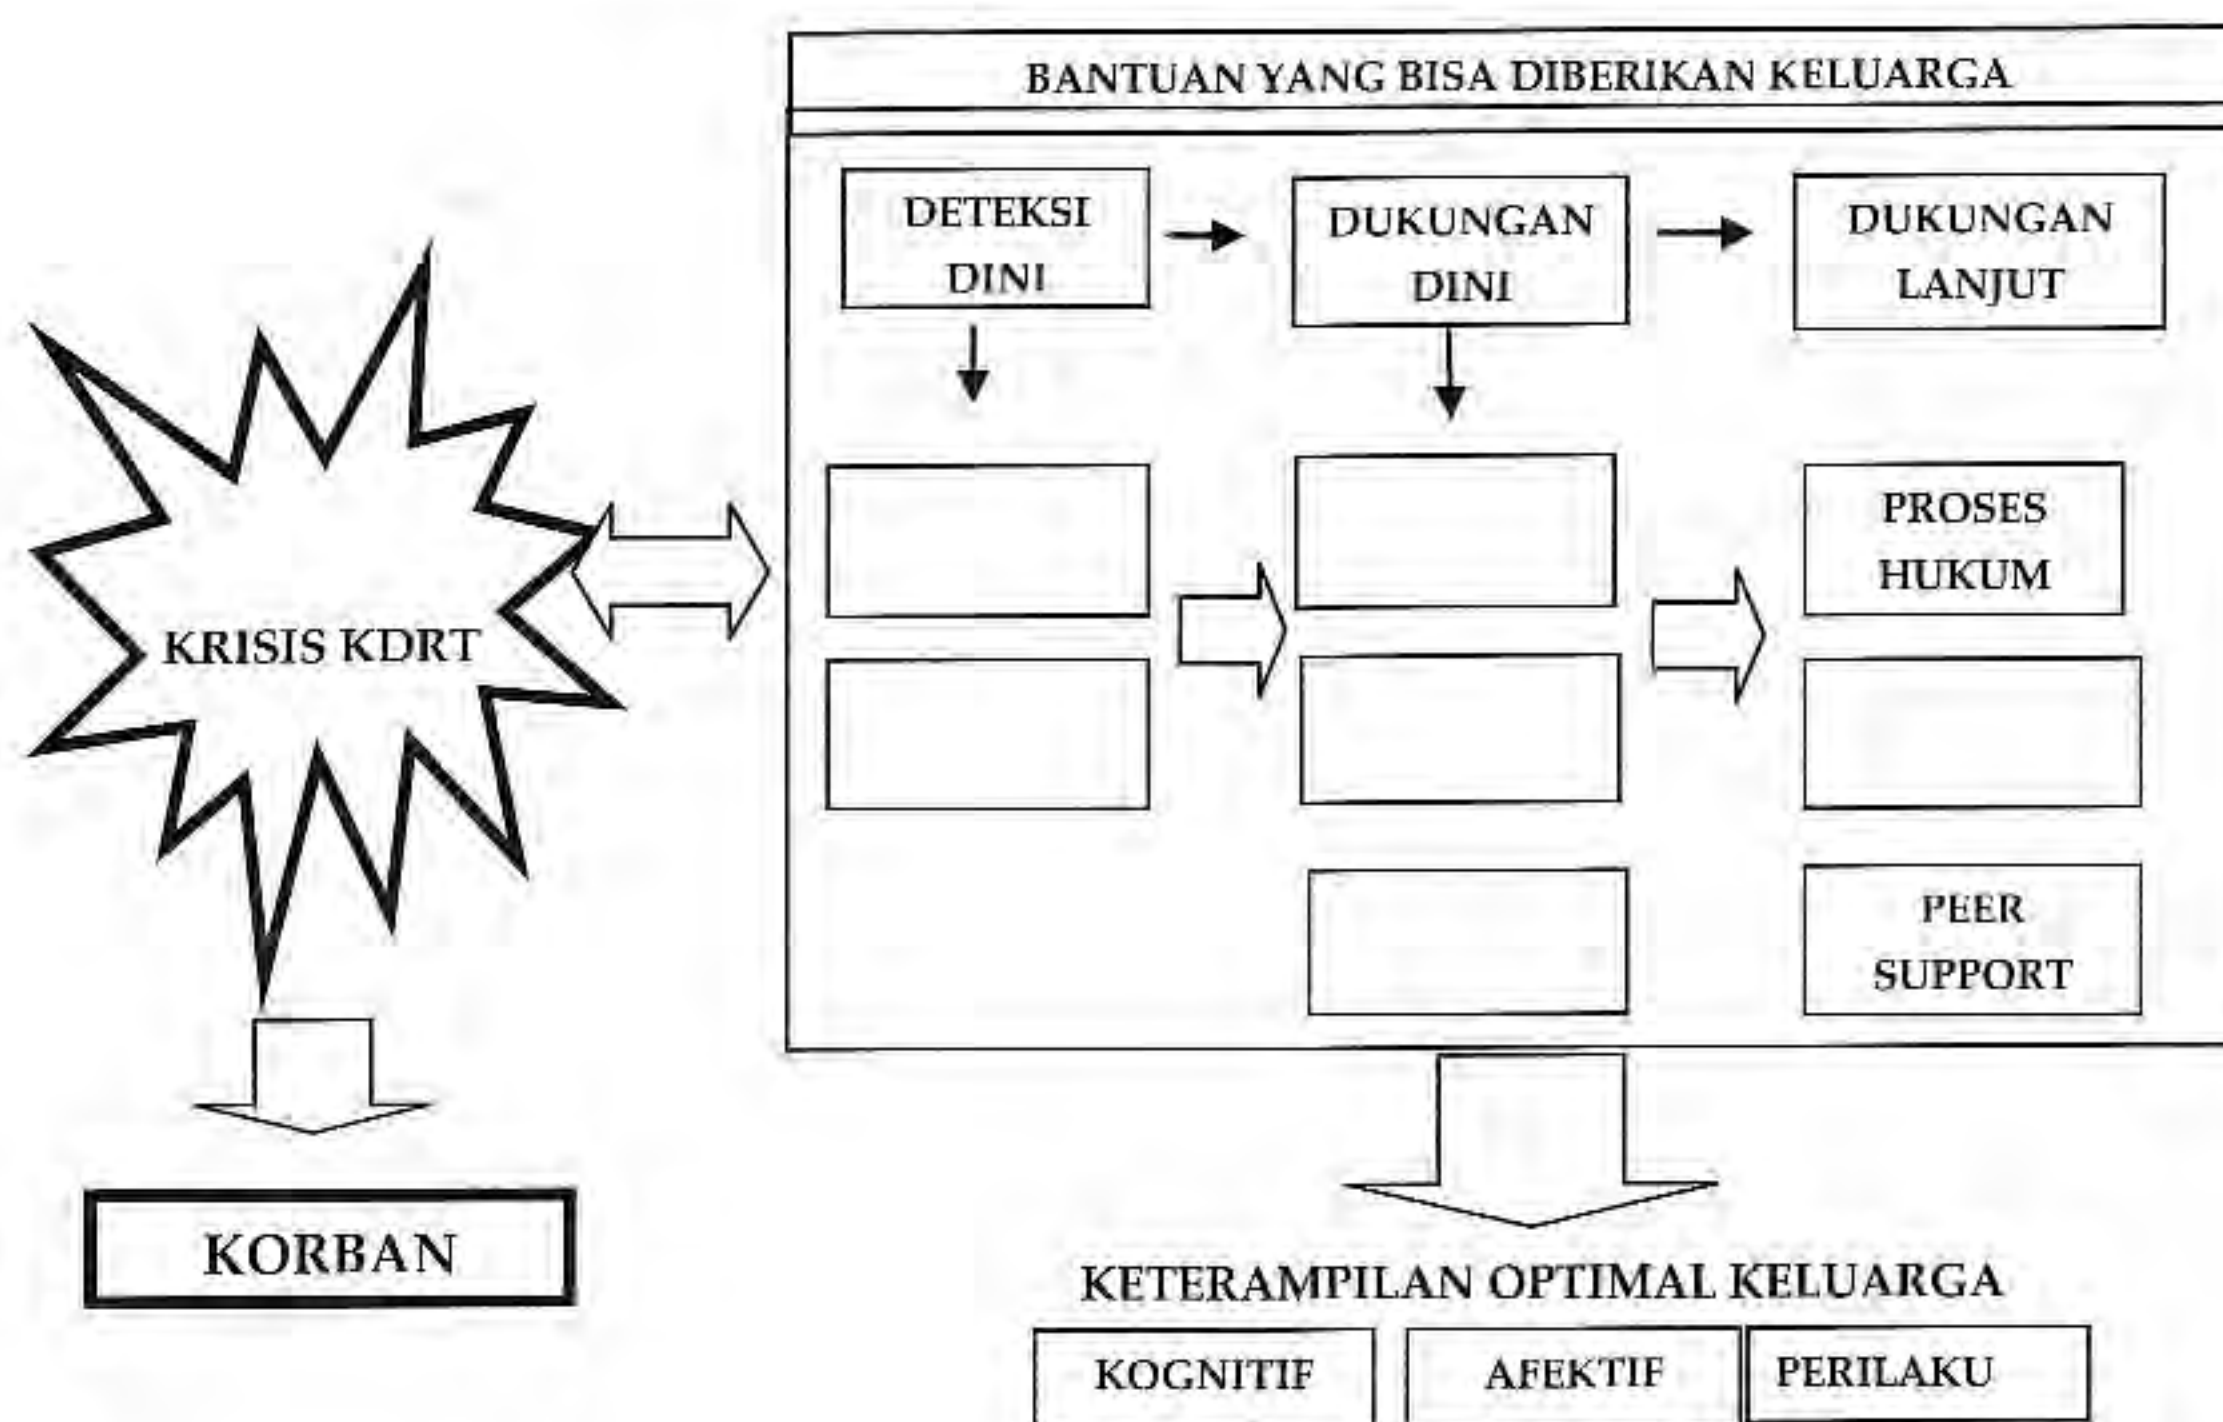 BANTUAN YANG BISA DIBERIKAN KELUARGA
DETEKSI
DINI
DUKUNGAN
DINI
DUKUNGAN
LANJUT
KRISIS KDRT
PROSES
HUKUM
PEER
SUPPORT
KORBAN
KETERAMPILAN OPTIMAL KELUARGA
KOGNITIF
AFEKTIF
PERILAKU